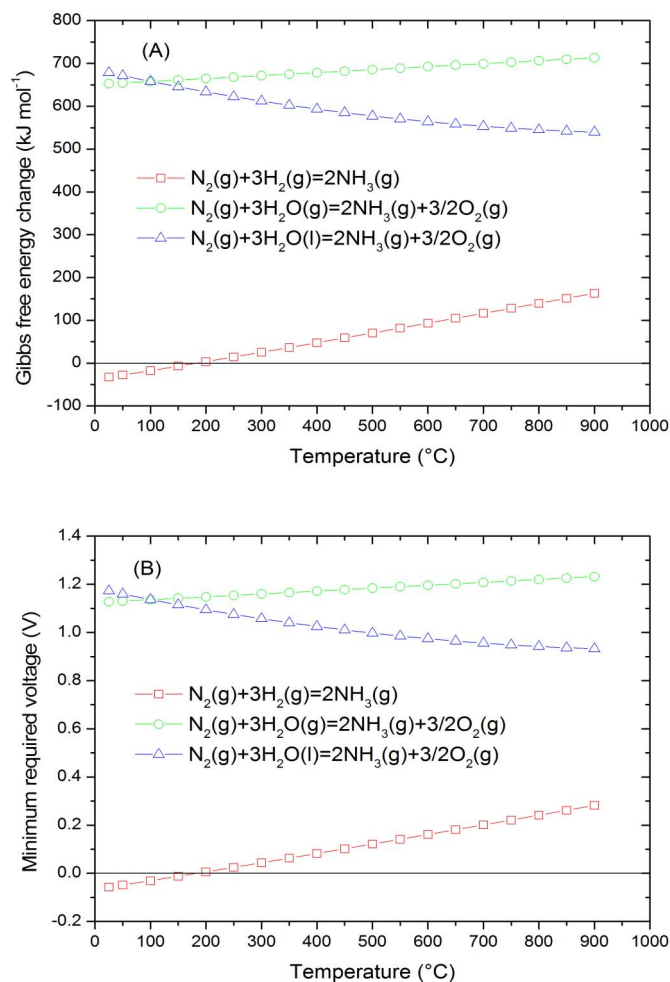 (A)
Gibbs free energy change (kJ mol⁻¹)
800
700
600
500
400
300
200
100
0
-100
N₂(g)+3H₂(g)=2NH₃(g)
N₂(g)+3H₂O(g)=2NH₃(g)+3/2O₂(g)
N₂(g)+3H₂O(l)=2NH₃(g)+3/2O₂(g)
0 100 200 300 400 500 600 700 800 900 1000
Temperature (°C)
(B)
Minimum required voltage (V)
1.4
1.2
1.0
0.8
0.6
0.4
0.2
0.0
-0.2
N₂(g)+3H₂(g)=2NH₃(g)
N₂(g)+3H₂O(g)=2NH₃(g)+3/2O₂(g)
N₂(g)+3H₂O(l)=2NH₃(g)+3/2O₂(g)
0 100 200 300 400 500 600 700 800 900 1000
Temperature (°C)